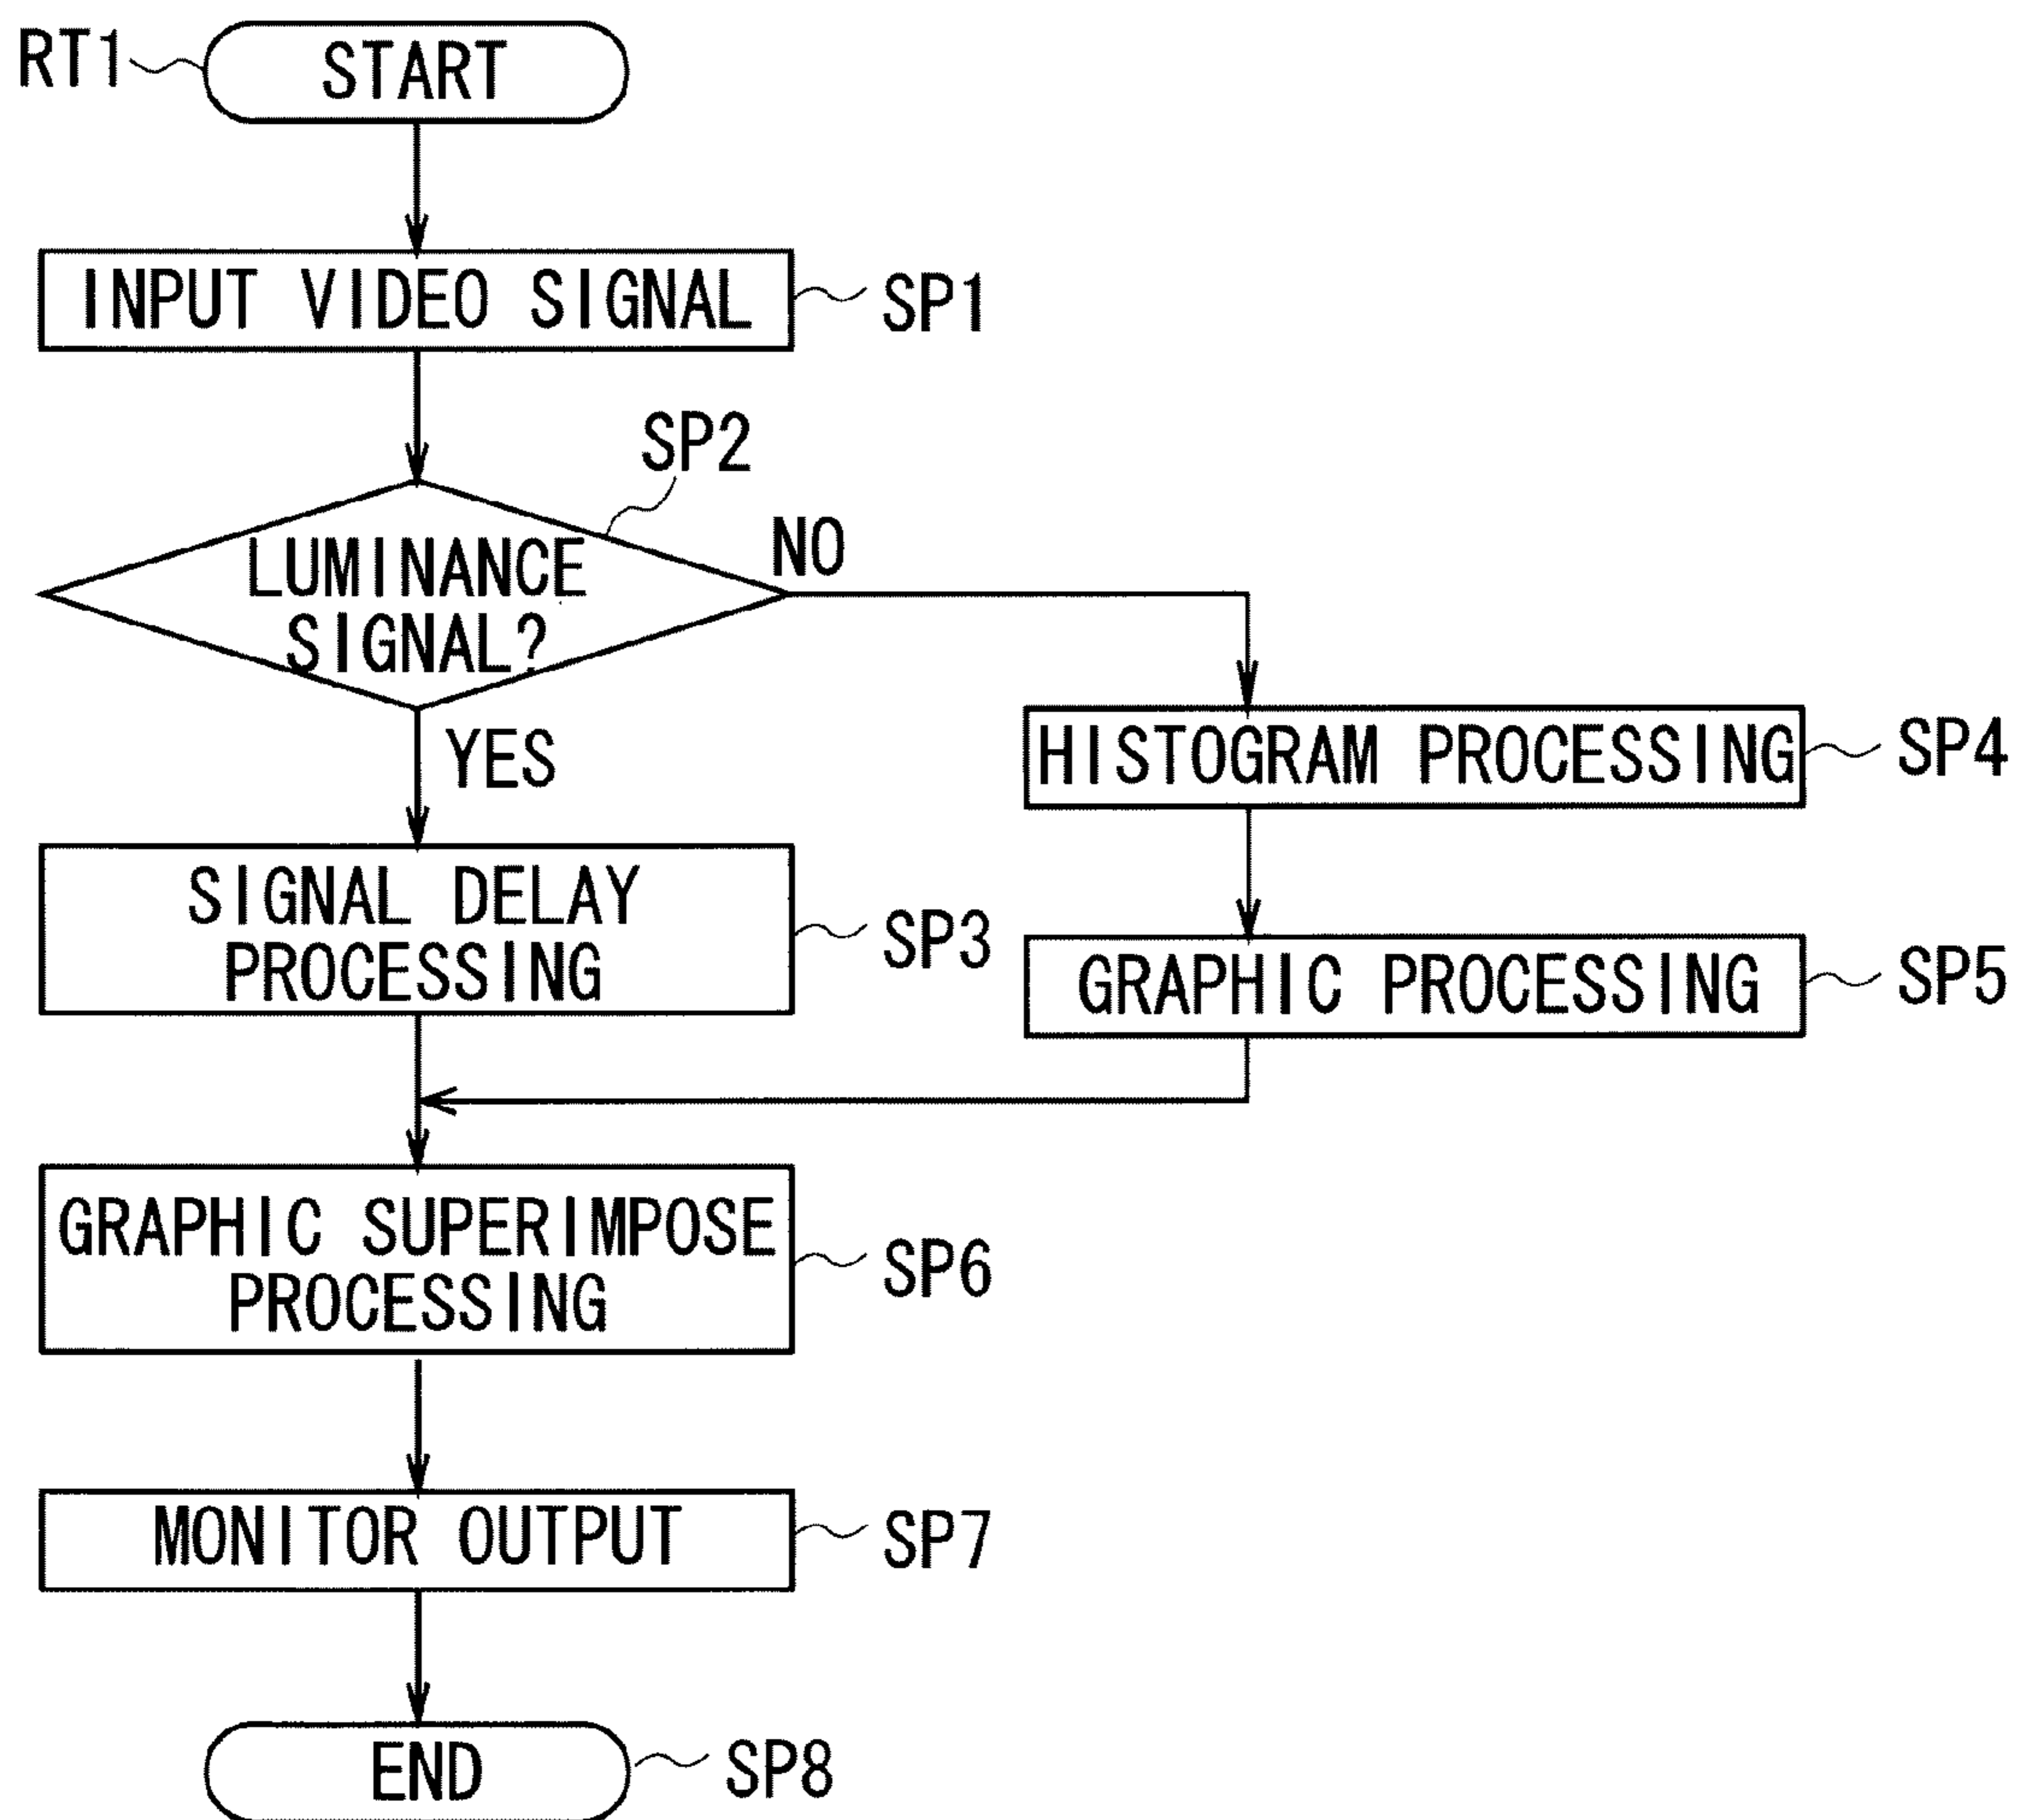 RT1
START
INPUT VIDEO SIGNAL
SP1
SP2
LUMINANCE
SIGNAL?
NO
YES
HISTOGRAM PROCESSING
SP4
SIGNAL DELAY
PROCESSING
SP3
GRAPHIC PROCESSING
SP5
GRAPHIC SUPERIMPOSE
PROCESSING
SP6
MONITOR OUTPUT
SP7
END
SP8